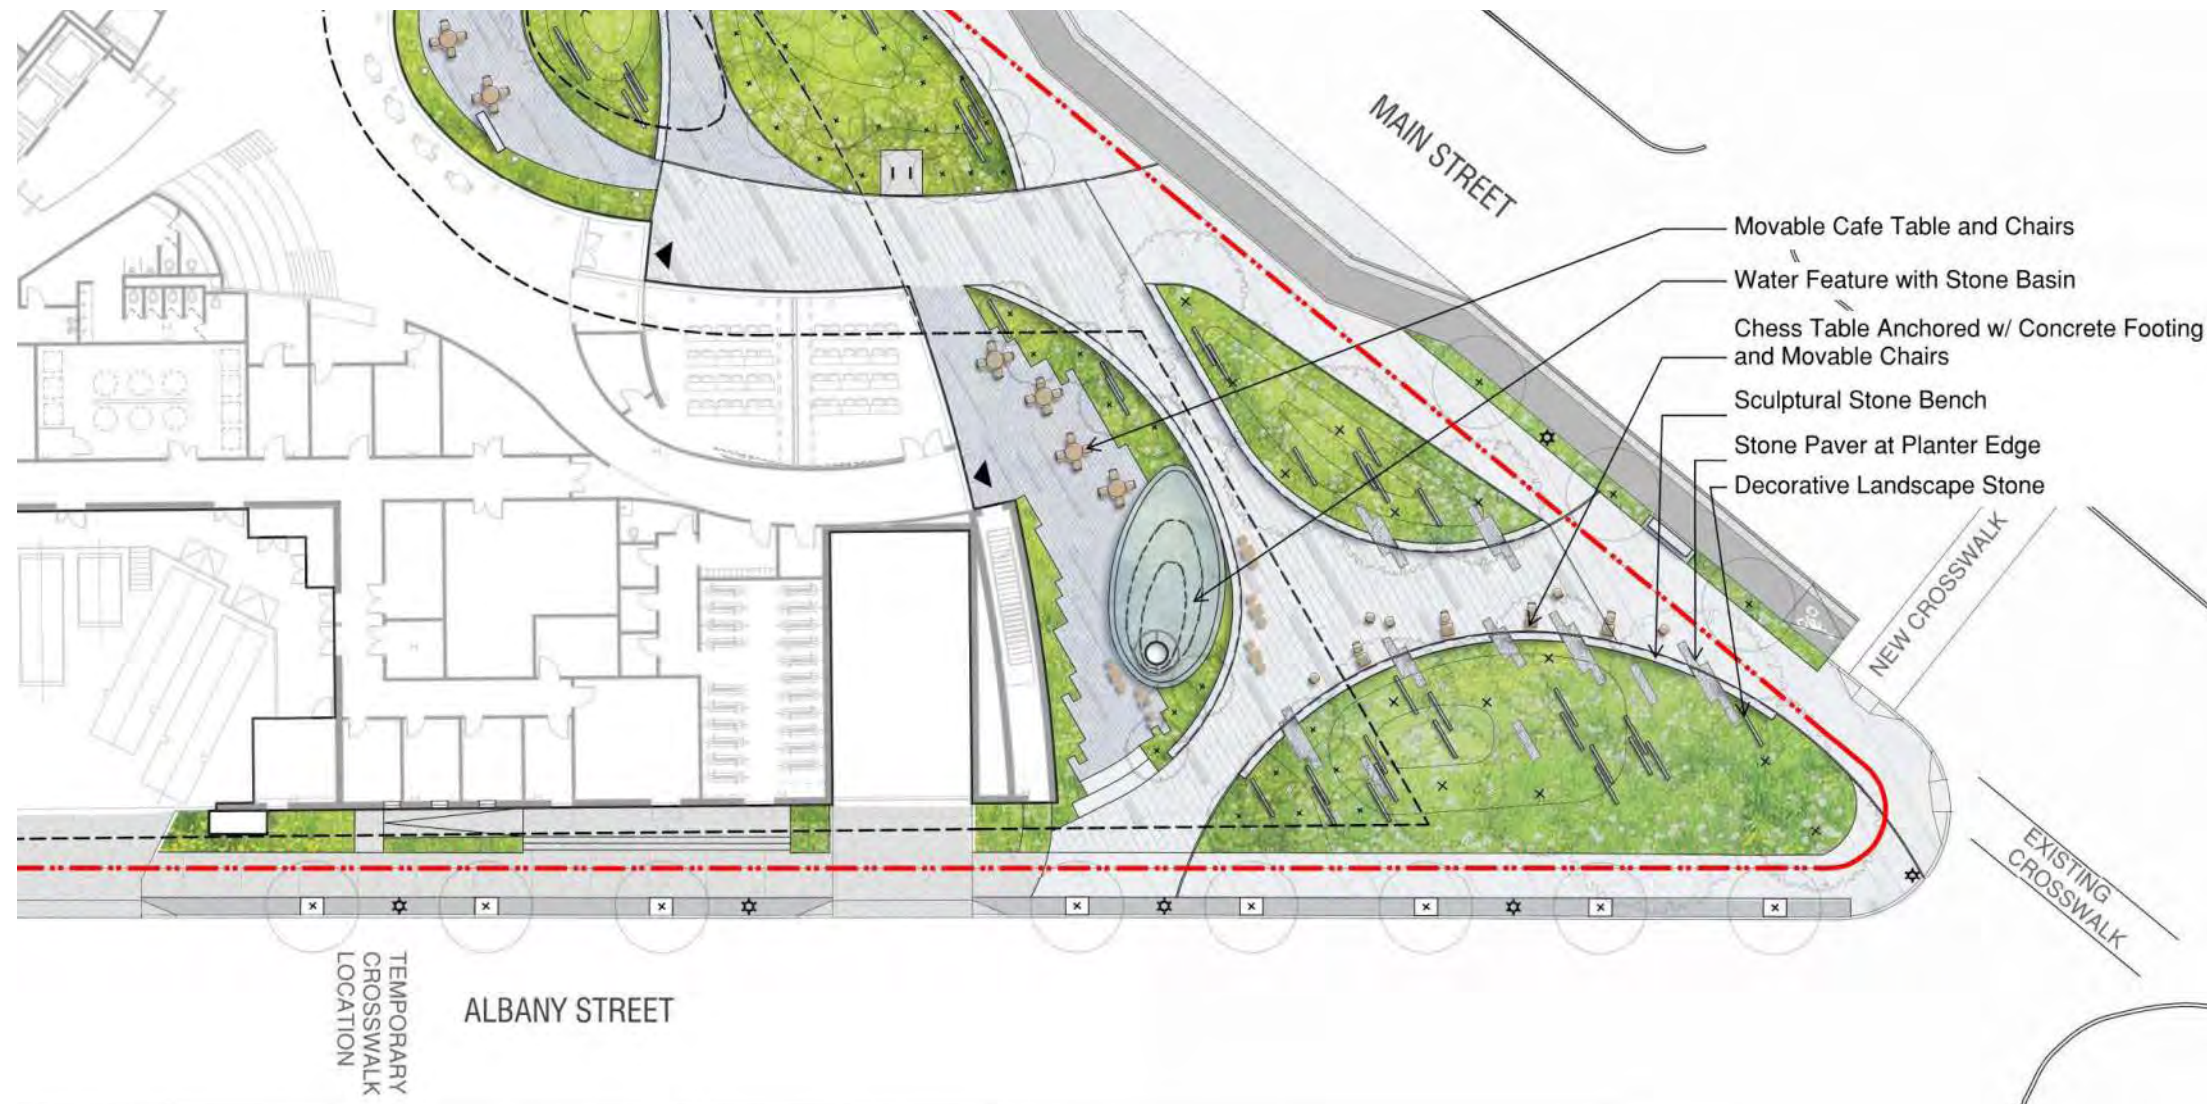 MAIN STREET
Movable Cafe Table and Chairs
Water Feature with Stone Basin
Chess Table Anchored w/ Concrete Footing
and Movable Chairs
Sculptural Stone Bench
Stone Paver at Planter Edge
Decorative Landscape Stone
NEW CROSSWALK
EXISTING
CROSSWALK
TEMPORARY
CROSSWALK
LOCATION
ALBANY STREET